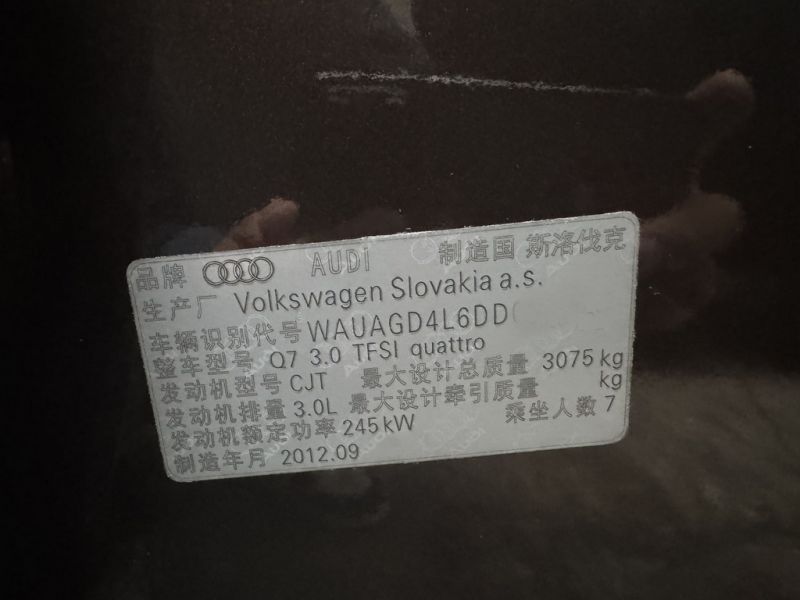 品牌 AUDI 制造国 斯洛伐克
生产厂 Volkswagen Slovakia a.s.
车辆识别代号 WAUAGD4L6DD
整车型号 Q7 3.0 TFSI quattro
发动机型号 CJT 最大设计总质量 3075kg
发动机排量 3.0L 最大设计牵引质量 kg
发动机额定功率 245kW 乘坐人数 7
制造年月 2012.09